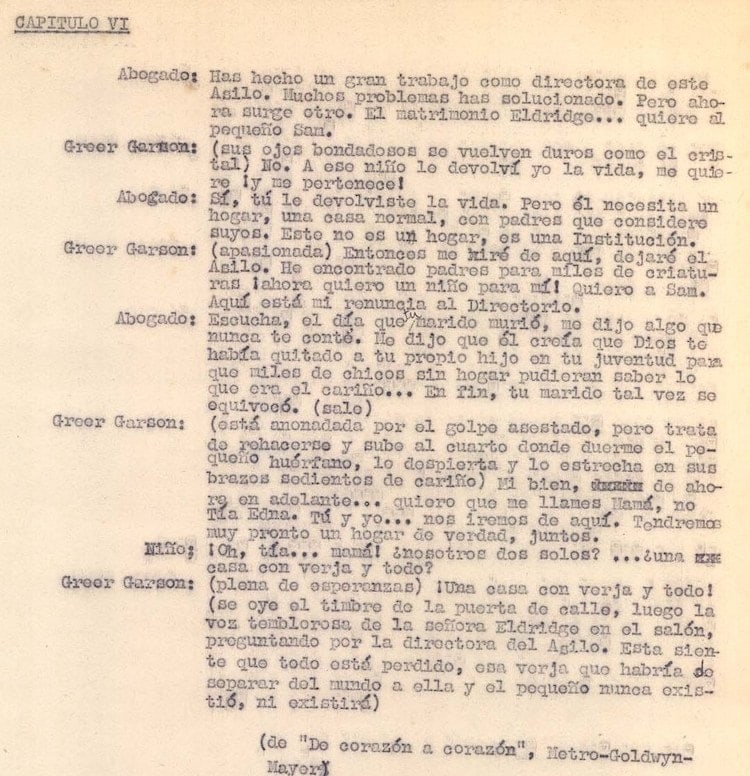 CAPITULO VI
Abogado: Has hecho un gran trabajo como directora de este
Asilo. Muchos problemas has solucionado. Pero aho-
ra surge otro. El matrimonio Eldridge... quiere al
pequeño Sam.
Greer Garson: (sus ojos bondadosos se vuelven duros como el cris-
tal) No. A ese niño le devolví yo la vida, me quie-
re ¡y me pertenece!
Abogado: Sí, tú le devolviste la vida. Pero él necesita un
hogar, una casa normal, con padres que considere
suyos. Este no es un hogar, es una Institución.
Greer Garson: (apasionada) Entonces me iré de aquí, dejaré el
Asilo. He encontrado padres para miles de criatu-
ras ¡ahora quiero un niño para mí! Quiero a Sam.
Aquí está mi renuncia al Directorio.
Abogado: Escucha, el día que tu marido murió, me dijo algo que
nunca te conté. Me dijo que él creía que Dios te
había quitado a tu propio hijo en tu juventud para
que miles de chicos sin hogar pudieran saber lo
que era el cariño... En fin, tu marido tal vez se
equivocó. (sale)
Greer Garson: (está anonadada por el golpe asestado, pero trata
de rehacerse y sube al cuarto donde duerme el pe-
queño huérfano, lo despierta y lo estrecha en sus
brazos sedientos de cariño) Mi bien, de aho-
ra en adelante... quiero que me llames Mamá, no
Tía Edna. Tú y yo... nos iremos de aquí. Tendremos
muy pronto un hogar de verdad, juntos.
Niño; ¡Oh, tía... mamá! ¿nosotros dos solos? ...¿una
casa con verja y todo?
Greer Garson: (plena de esperanzas) ¡Una casa con verja y todo!
(se oye el timbre de la puerta de calle, luego la
voz temblorosa de la señora Eldridge en el salón,
preguntando por la directora del Asilo. Esta sien-
te que todo está perdido, esa verja que habría de
separar del mundo a ella y el pequeño nunca exis-
tió, ni existirá)
(de "De corazón a corazón", Metro-Goldwyn-
Mayer)